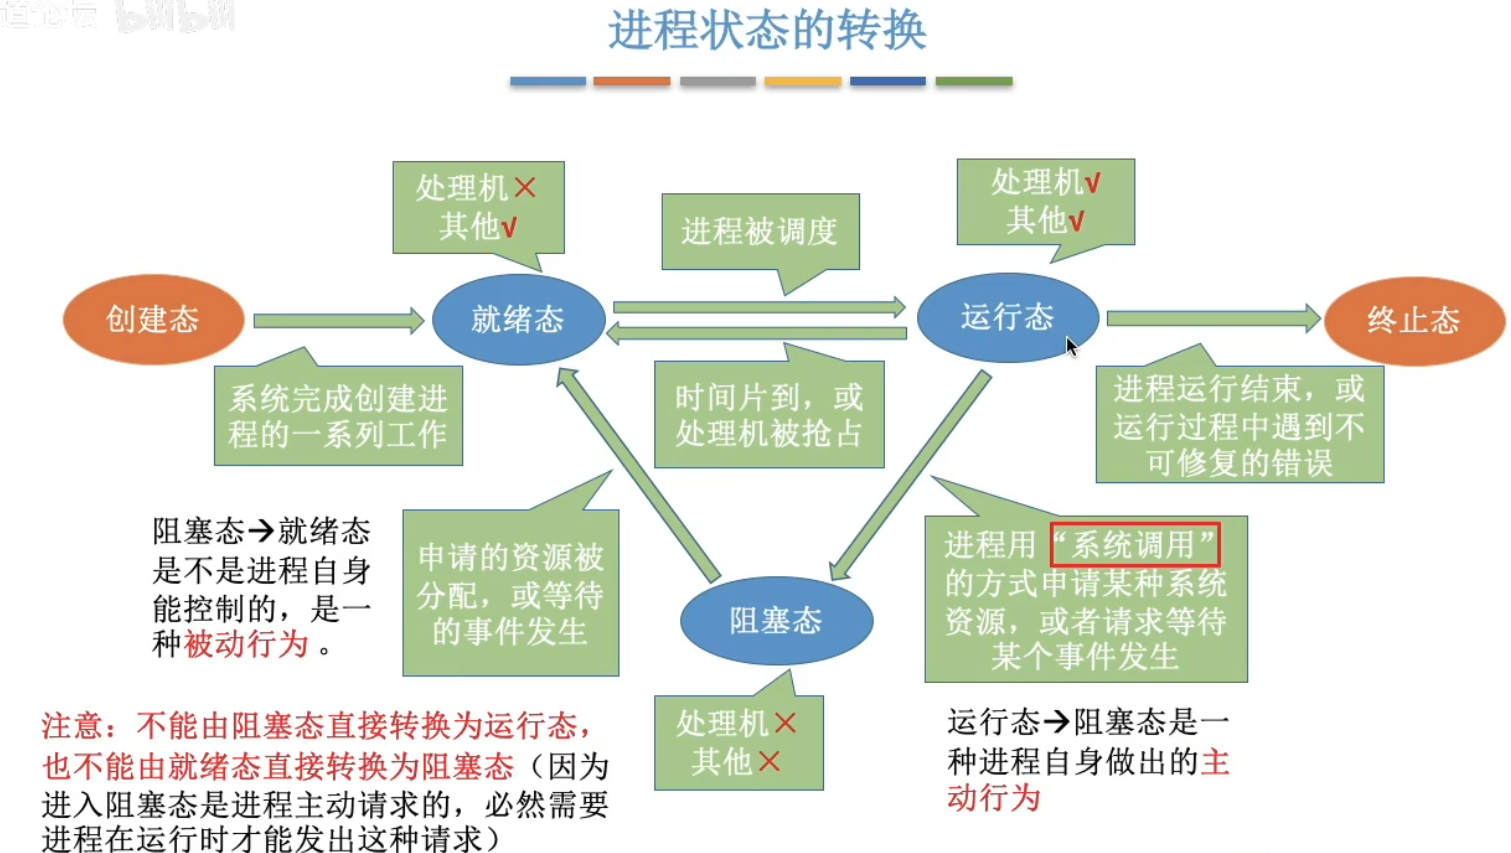 道论坛 bilibili
进程状态的转换
处理机×
其他√
进程被调度
处理机√
其他√
创建态
就绪态
运行态
终止态
系统完成创建进
程的一系列工作
时间片到，或
处理机被抢占
进程运行结束，或
运行过程中遇到不
可修复的错误
阻塞态→就绪态
是不是进程自身
能控制的，是一
种被动行为。
申请的资源被
分配，或等待
的事件发生
进程用“系统调用”
的方式申请某种系统
资源，或者请求等待
某个事件发生
阻塞态
处理机×
其他×
注意：不能由阻塞态直接转换为运行态，
也不能由就绪态直接转换为阻塞态（因为
进入阻塞态是进程主动请求的，必然需要
进程在运行时才能发出这种请求）
运行态→阻塞态是一
种进程自身做出的主
动行为